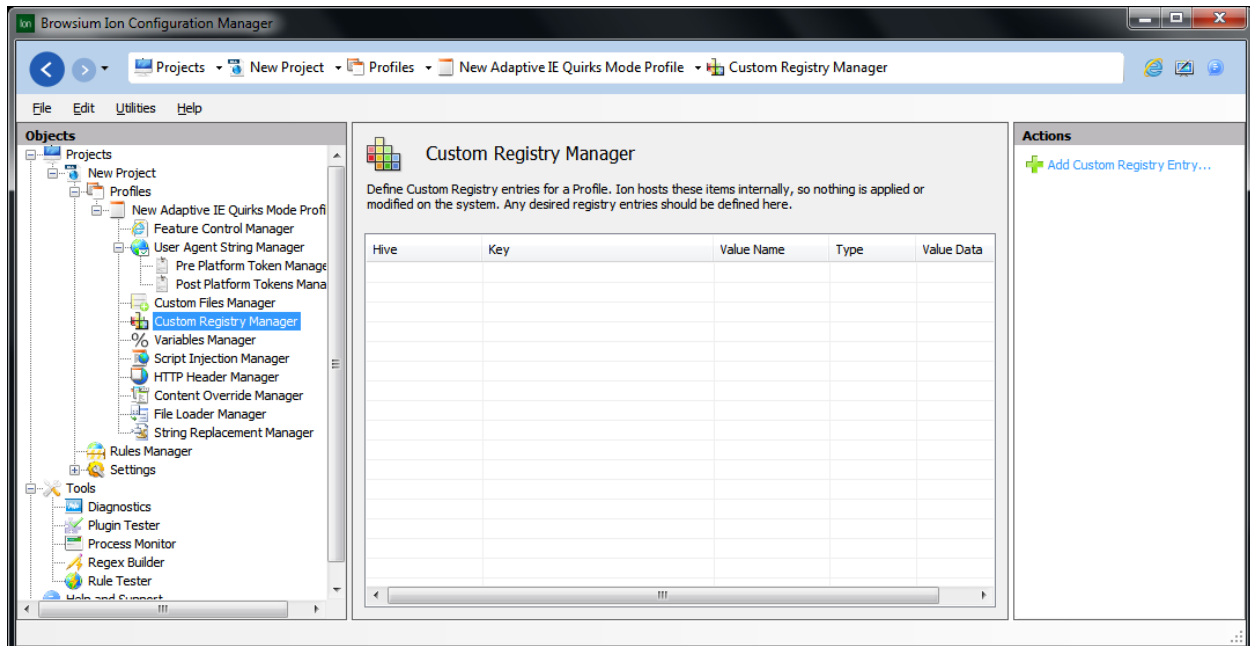 Ion Browsium Ion Configuration Manager
Projects New Project Profiles New Adaptive IE Quirks Mode Profile Custom Registry Manager
File Edit Utilities Help
Objects
Projects
New Project
Profiles
New Adaptive IE Quirks Mode Profi
Feature Control Manager
User Agent String Manager
Pre Platform Token Manage
Post Platform Tokens Mana
Custom Files Manager
Custom Registry Manager
Variables Manager
Script Injection Manager
HTTP Header Manager
Content Override Manager
File Loader Manager
String Replacement Manager
Rules Manager
Settings
Tools
Diagnostics
Plugin Tester
Process Monitor
Regex Builder
Rule Tester
Help and Support
Custom Registry Manager
Define Custom Registry entries for a Profile. Ion hosts these items internally, so nothing is applied or
modified on the system. Any desired registry entries should be defined here.
Hive Key Value Name Type Value Data
Actions
Add Custom Registry Entry...